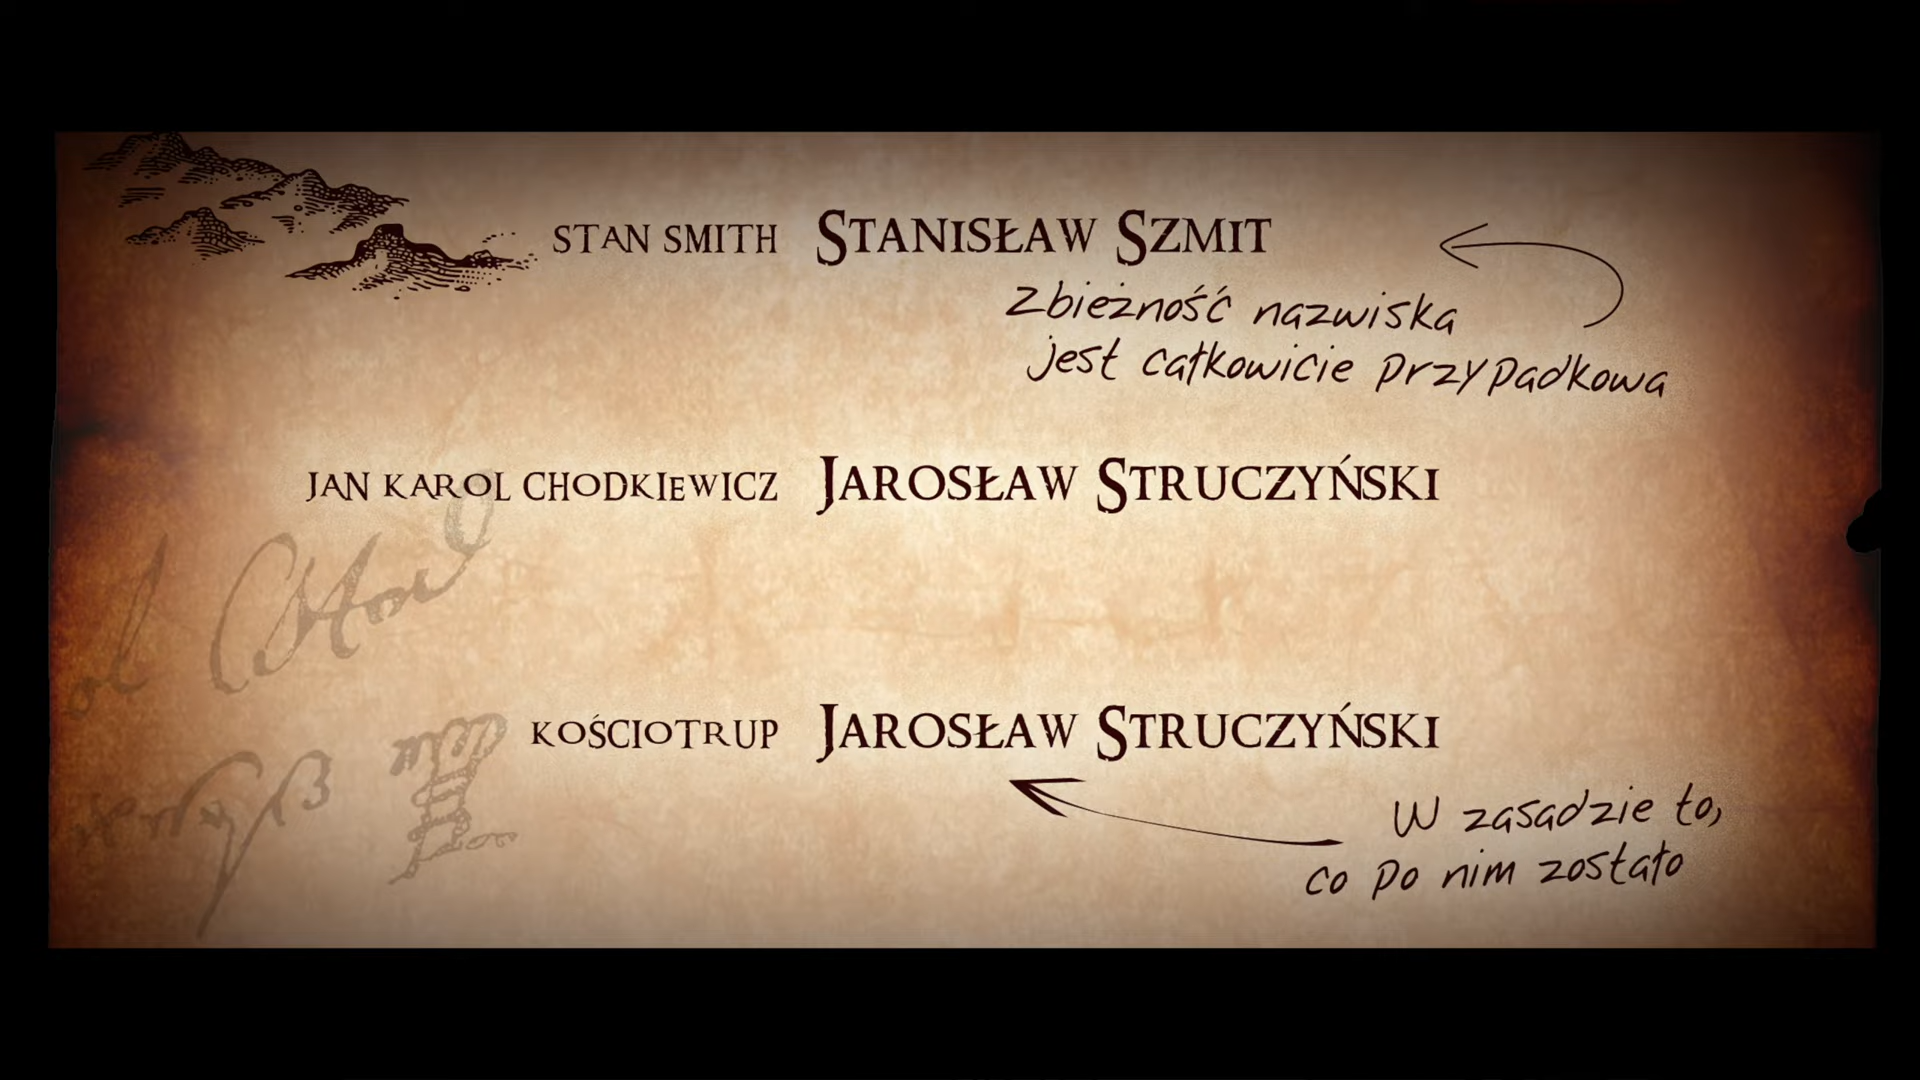 STAN SMITH STANISŁAW SZMIT
Zbieżność nazwiska
jest całkowicie przypadkowa
JAN KAROL CHODKIEWICZ JAROSŁAW STRUCZYŃSKI
KOŚCIOTRUP JAROSŁAW STRUCZYŃSKI
W zasadzie to,
co po nim zostało